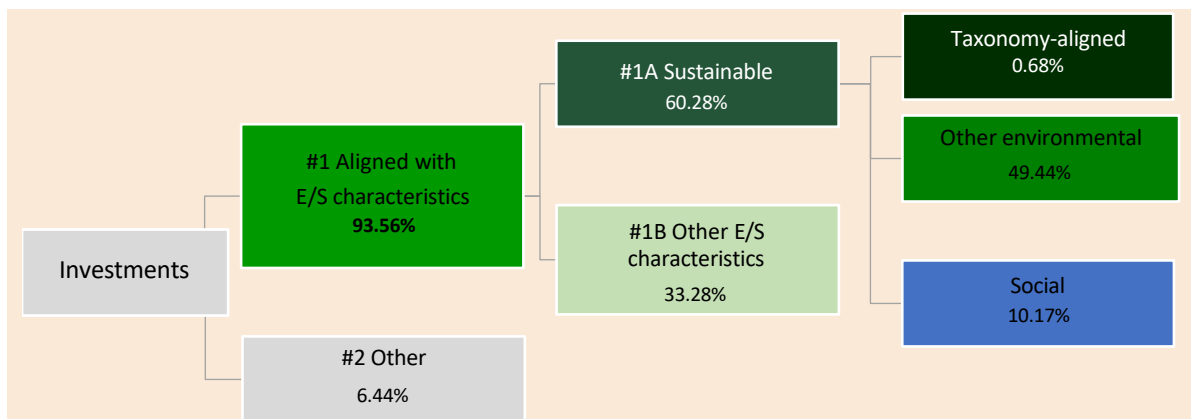 Investments
#1 Aligned with
E/S characteristics
93.56%
#2 Other
6.44%
#1A Sustainable
60.28%
#1B Other E/S
characteristics
33.28%
Taxonomy-aligned
0.68%
Other environmental
49.44%
Social
10.17%